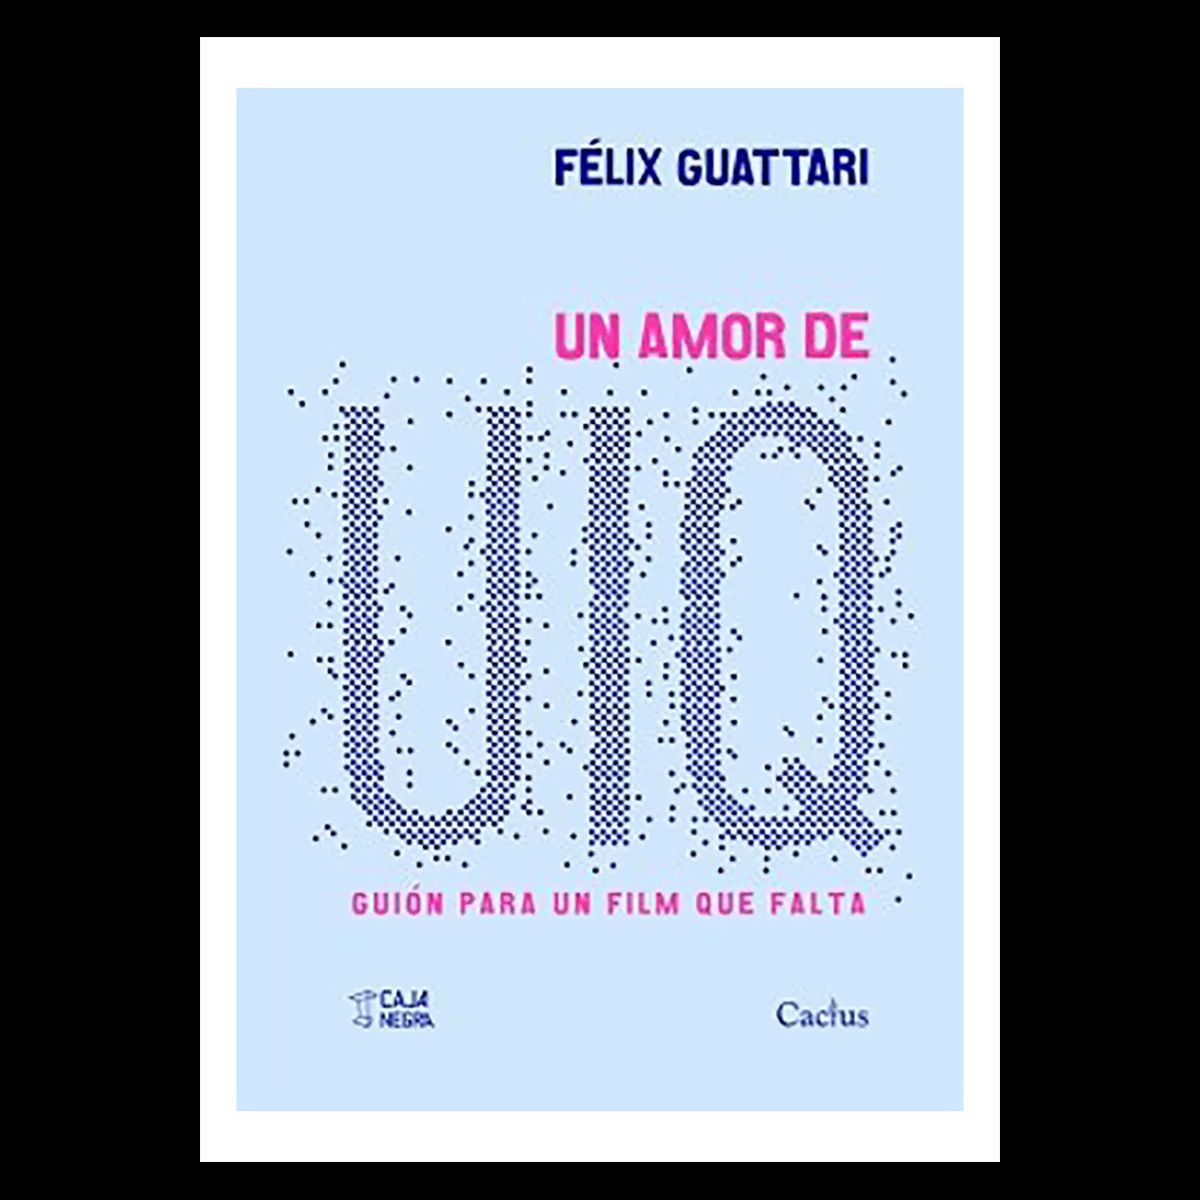 FÉLIX GUATTARI
UN AMOR DE
UIQ
GUIÓN PARA UN FILM QUE FALTA
CAJA
NEGRA
Cactus